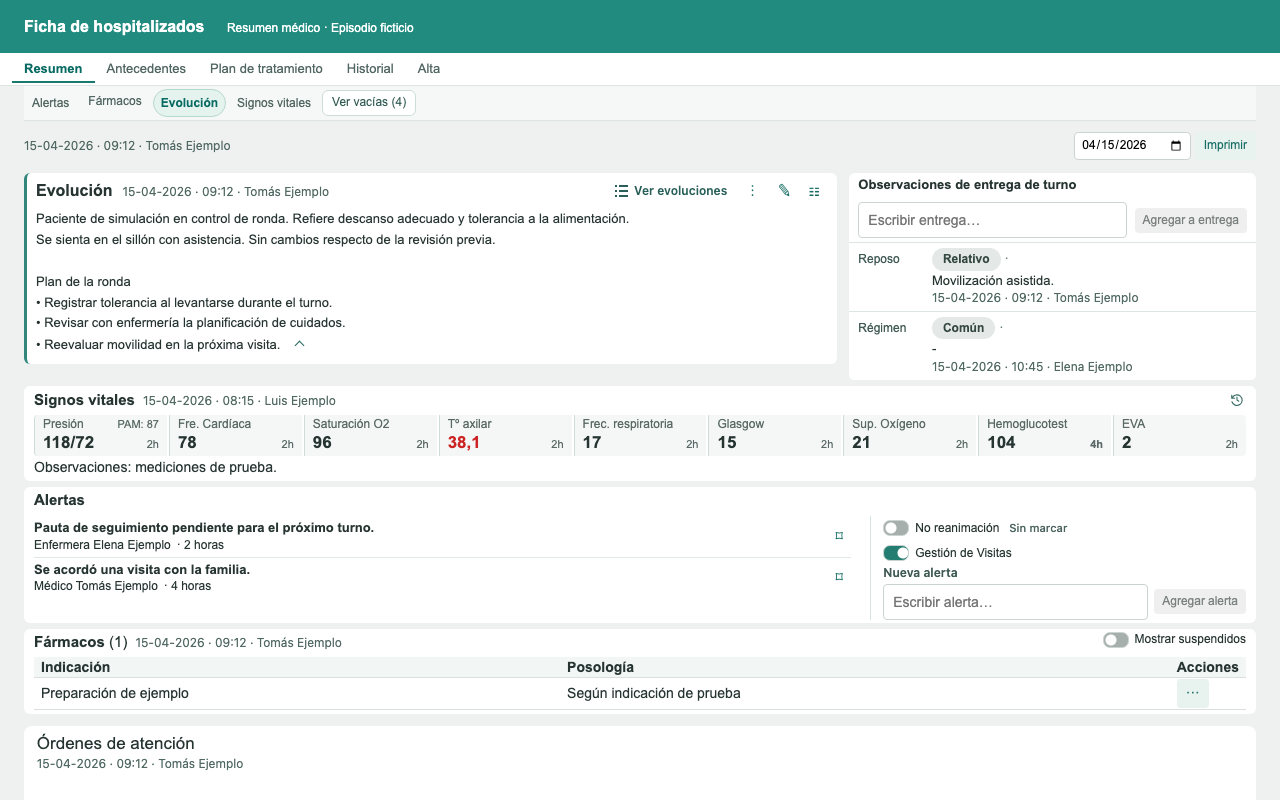 Ficha de hospitalizados Resumen médico · Episodio ficticio
Resumen Antecedentes Plan de tratamiento Historial Alta
Alertas Fármacos Evolución Signos vitales Ver vacías (4)
15-04-2026 · 09:12 · Tomás Ejemplo
04/15/2026 Imprimir
Evolución 15-04-2026 · 09:12 · Tomás Ejemplo Ver evoluciones
Paciente de simulación en control de ronda. Refiere descanso adecuado y tolerancia a la alimentación.
Se sienta en el sillón con asistencia. Sin cambios respecto de la revisión previa.
Plan de la ronda
• Registrar tolerancia al levantarse durante el turno.
• Revisar con enfermería la planificación de cuidados.
• Reevaluar movilidad en la próxima visita.
Observaciones de entrega de turno
Escribir entrega… Agregar a entrega
Reposo Relativo ·
Movilización asistida.
15-04-2026 · 09:12 · Tomás Ejemplo
Régimen Común ·
-
15-04-2026 · 10:45 · Elena Ejemplo
Signos vitales 15-04-2026 · 08:15 · Luis Ejemplo
Presión PAM: 87 Fre. Cardíaca Saturación O2 Tº axilar Frec. respiratoria Glasgow Sup. Oxígeno Hemoglucotest EVA
118/72 2h 78 2h 96 2h 38,1 2h 17 2h 15 2h 21 2h 104 4h 2 2h
Observaciones: mediciones de prueba.
Alertas
Pauta de seguimiento pendiente para el próximo turno.
Enfermera Elena Ejemplo · 2 horas
Se acordó una visita con la familia.
Médico Tomás Ejemplo · 4 horas
No reanimación Sin marcar
Gestión de Visitas
Nueva alerta
Escribir alerta… Agregar alerta
Fármacos (1) 15-04-2026 · 09:12 · Tomás Ejemplo Mostrar suspendidos
Indicación Posología Acciones
Preparación de ejemplo Según indicación de prueba ···
Órdenes de atención
15-04-2026 · 09:12 · Tomás Ejemplo